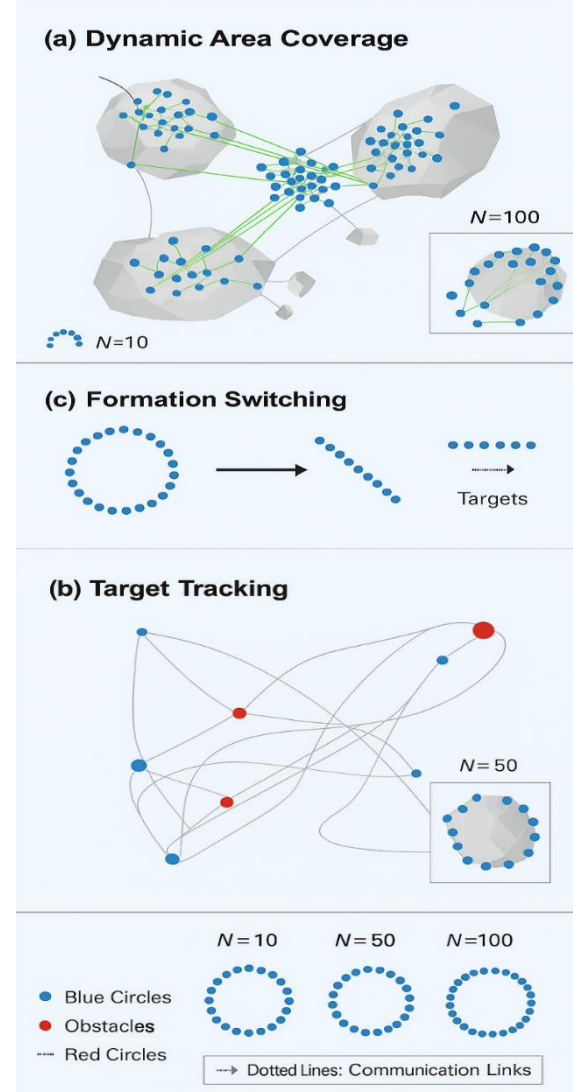 (a) Dynamic Area Coverage
N=100
N=10
(c) Formation Switching
Targets
(b) Target Tracking
N = 50
N = 10
N = 50
N=100
Blue Circles
Obstacles
Red Circles
Dotted Lines: Communication Links